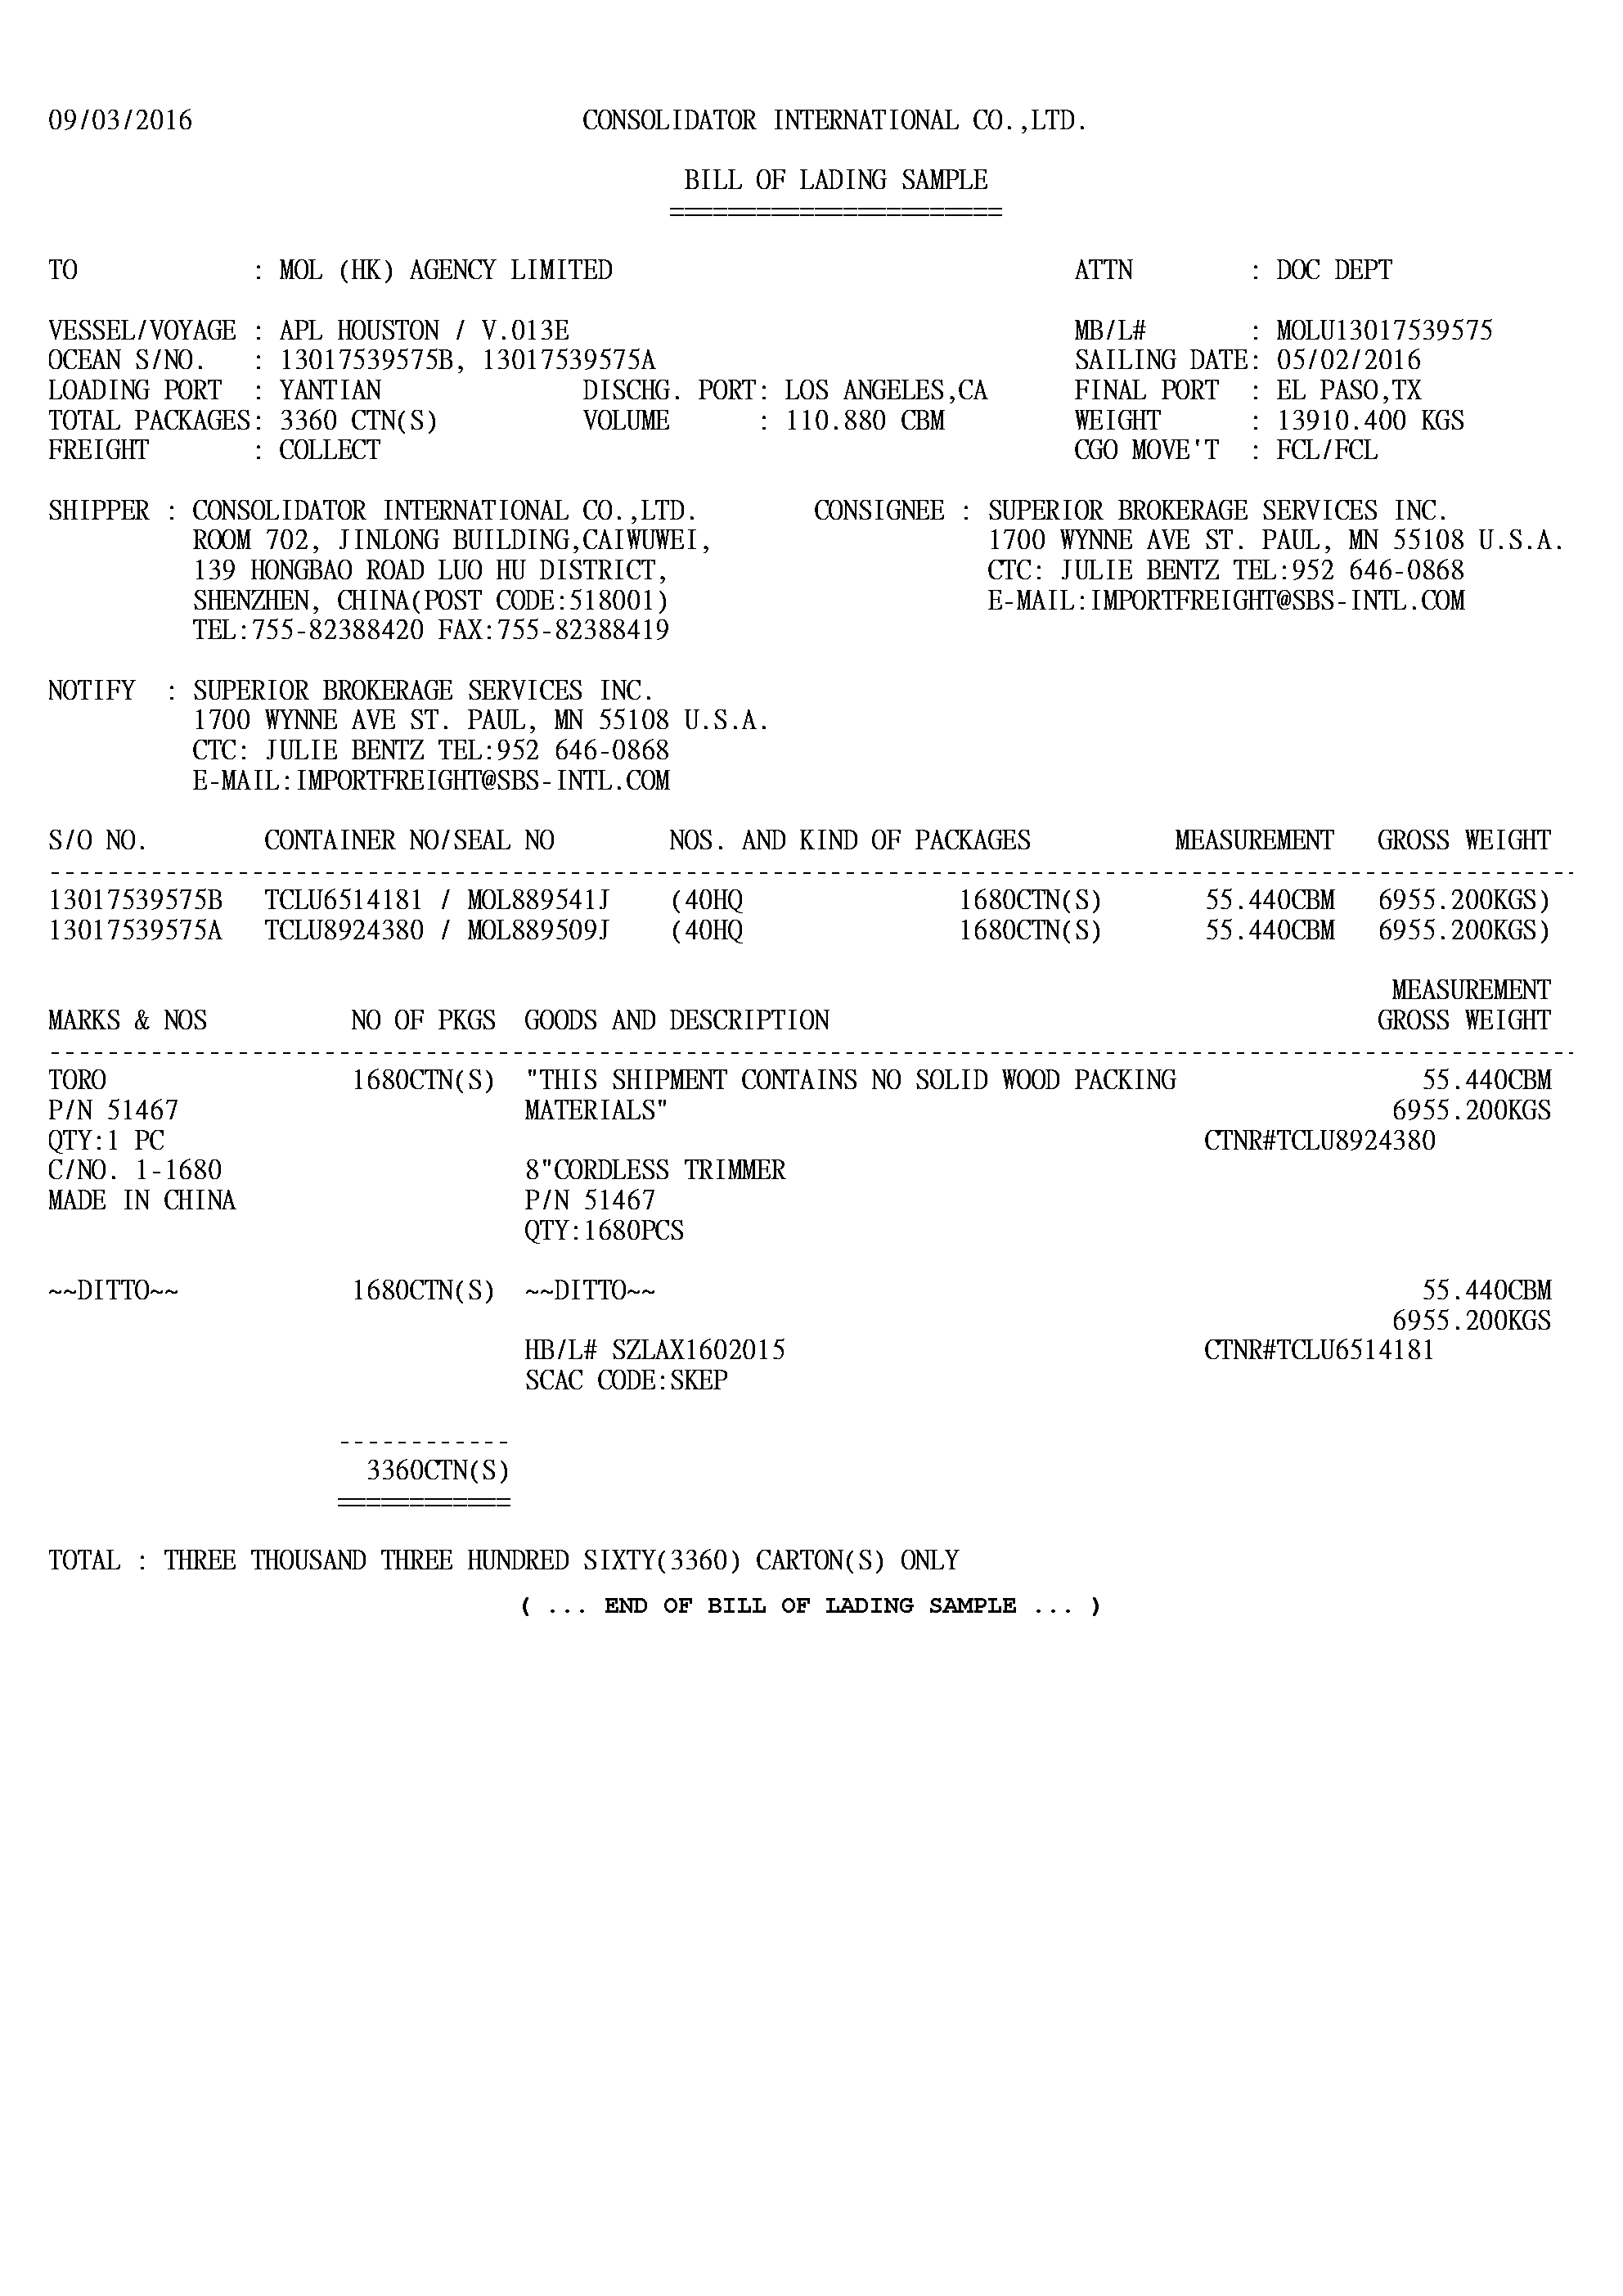 09/03/2016 CONSOLIDATOR INTERNATIONAL CO.,LTD.
BILL OF LADING SAMPLE
=======================
TO : MOL (HK) AGENCY LIMITED ATTN : DOC DEPT
VESSEL/VOYAGE : APL HOUSTON / V.013E MB/L# : MOLU13017539575
OCEAN S/NO. : 13017539575B, 13017539575A SAILING DATE: 05/02/2016
LOADING PORT : YANTIAN DISCHG. PORT: LOS ANGELES,CA FINAL PORT : EL PASO,TX
TOTAL PACKAGES: 3360 CTN(S) VOLUME : 110.880 CBM WEIGHT : 13910.400 KGS
FREIGHT : COLLECT CGO MOVE'T : FCL/FCL
SHIPPER : CONSOLIDATOR INTERNATIONAL CO.,LTD. CONSIGNEE : SUPERIOR BROKERAGE SERVICES INC.
ROOM 702, JINLONG BUILDING,CAIWUWEI, 1700 WYNNE AVE ST. PAUL, MN 55108 U.S.A.
139 HONGBAO ROAD LUO HU DISTRICT, CTC: JULIE BENTZ TEL:952 646-0868
SHENZHEN, CHINA(POST CODE:518001) E-MAIL:IMPORTFREIGHT@SBS-INTL.COM
TEL:755-82388420 FAX:755-82388419
NOTIFY : SUPERIOR BROKERAGE SERVICES INC.
1700 WYNNE AVE ST. PAUL, MN 55108 U.S.A.
CTC: JULIE BENTZ TEL:952 646-0868
E-MAIL:IMPORTFREIGHT@SBS-INTL.COM
S/O NO. CONTAINER NO/SEAL NO NOS. AND KIND OF PACKAGES MEASUREMENT GROSS WEIGHT
13017539575B TCLU6514181 / MOL889541J (40HQ 1680CTN(S) 55.440CBM 6955.200KGS)
13017539575A TCLU8924380 / MOL889509J (40HQ 1680CTN(S) 55.440CBM 6955.200KGS)
MEASUREMENT
MARKS & NOS NO OF PKGS GOODS AND DESCRIPTION GROSS WEIGHT
TORO 1680CTN(S) "THIS SHIPMENT CONTAINS NO SOLID WOOD PACKING 55.440CBM
P/N 51467 MATERIALS" 6955.200KGS
QTY:1 PC CTNR#TCLU8924380
C/NO. 1-1680 8"CORDLESS TRIMMER
MADE IN CHINA P/N 51467
QTY:1680PCS
~~DITTO~~ 1680CTN(S) ~~DITTO~~ 55.440CBM
6955.200KGS
HB/L# SZLAX1602015 CTNR#TCLU6514181
SCAC CODE:SKEP
------------
3360CTN(S)
============
TOTAL : THREE THOUSAND THREE HUNDRED SIXTY(3360) CARTON(S) ONLY
( ... END OF BILL OF LADING SAMPLE ... )